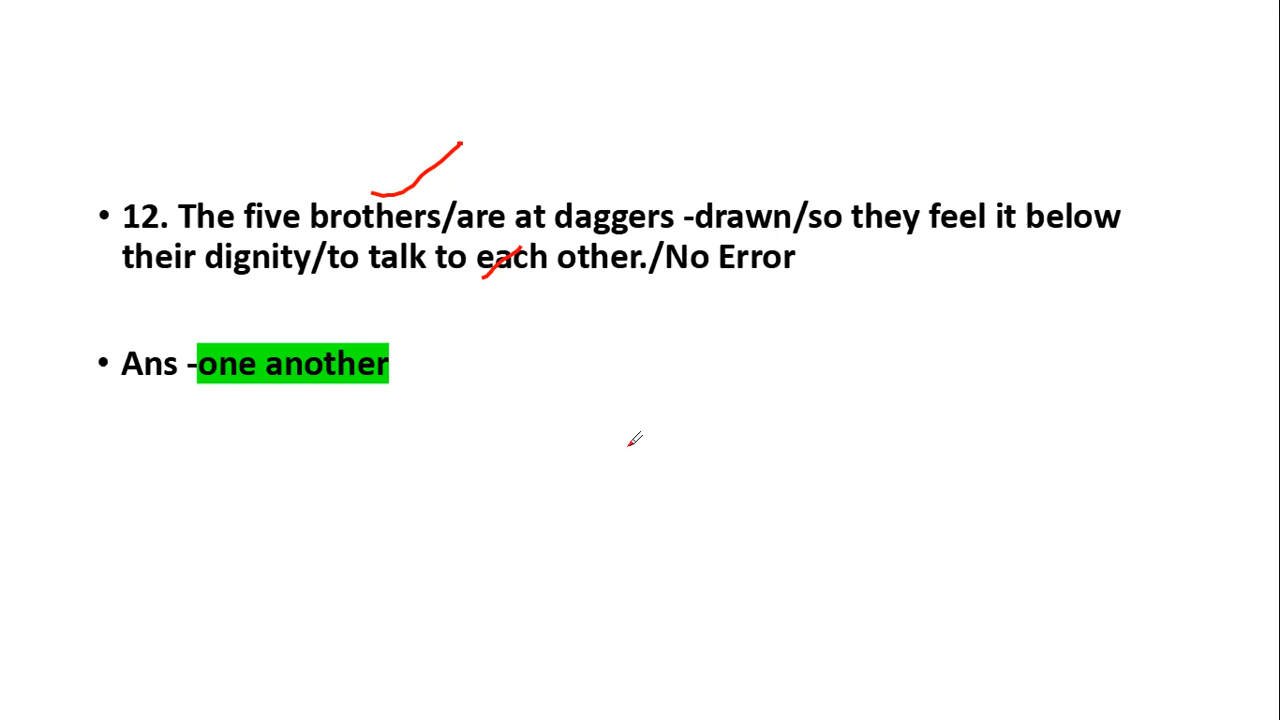 • 12. The five brothers/are at daggers -drawn/so they feel it below
their dignity/to talk to each other./No Error
• Ans -one another